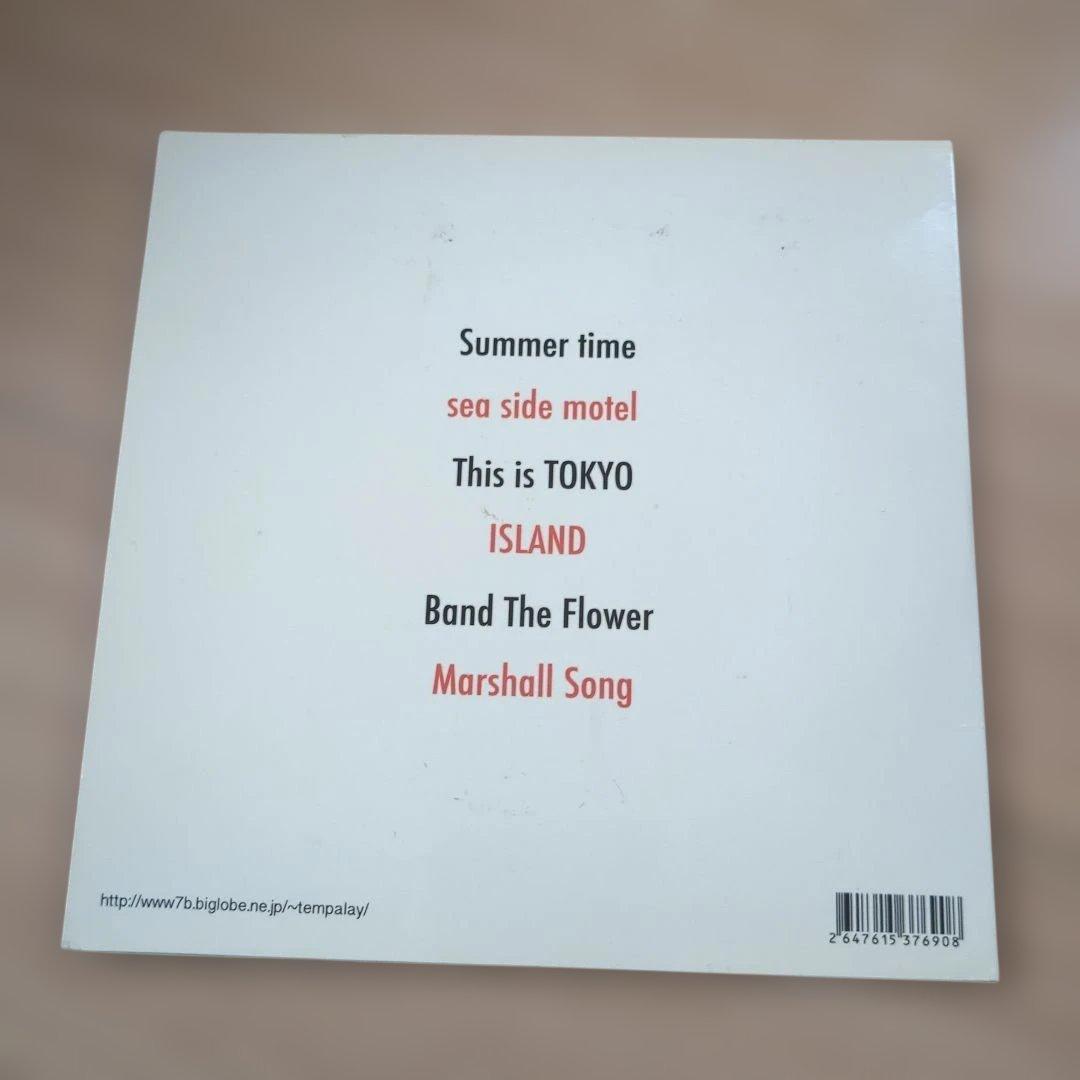 Summer time
sea side motel
This is TOKYO
ISLAND
Band The Flower
Marshall Song
http://www7b.biglobe.ne.jp/~tempalay/
2 647615 376908